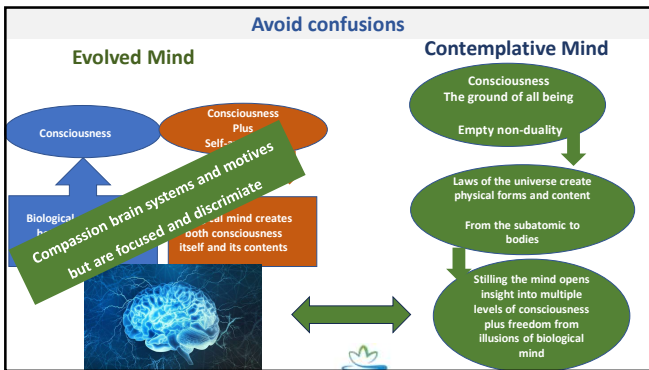 Avoid confusions
Evolved Mind
Contemplative Mind
Consciousness
Consciousness
Plus
Biological
mind creates
both consciousness
itself and its contents
Compassion brain systems and motives
but are focused and discrimiate
Consciousness
The ground of all being
Empty non-duality
Laws of the universe create
physical forms and content
From the subatomic to
bodies
Stilling the mind opens
insight into multiple
levels of consciousness
plus freedom from
illusions of biological
mind